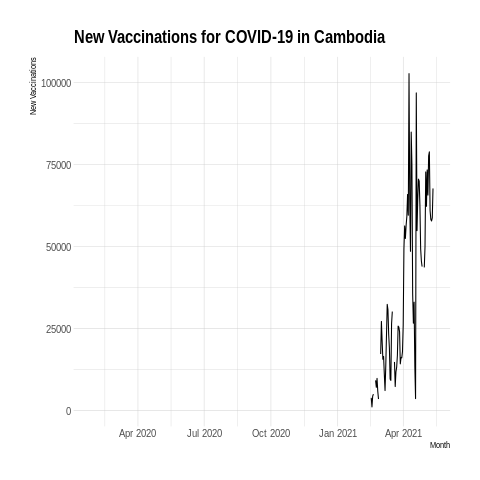 New Vaccinations for COVID-19 in Cambodia
New Vaccinations
100000
75000
50000
25000
0
Apr 2020 Jul 2020 Oct 2020 Jan 2021 Apr 2021
Month